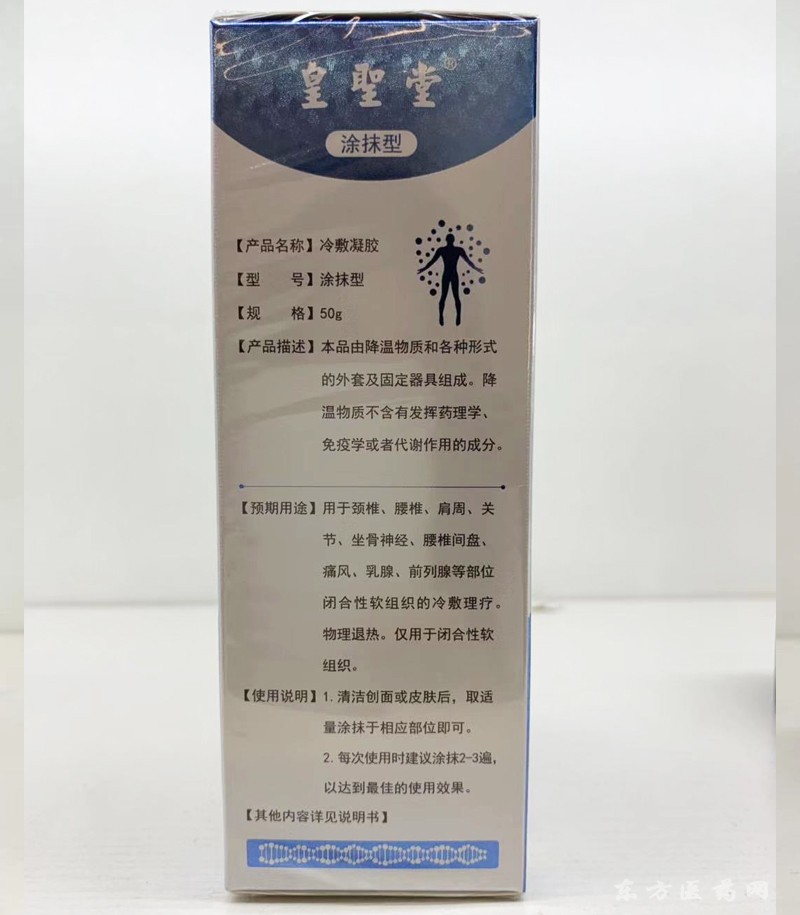 皇聖堂®
涂抹型
【产品名称】冷敷凝胶
【型 号】涂抹型
【规 格】50g
【产品描述】本品由降温物质和各种形式
的外套及固定器具组成。降
温物质不含有发挥药理学、
免疫学或者代谢作用的成分。
【预期用途】用于颈椎、腰椎、肩周、关
节、坐骨神经、腰椎间盘、
痛风、乳腺、前列腺等部位
闭合性软组织的冷敷理疗。
物理退热。仅用于闭合性软
组织。
【使用说明】1.清洁创面或皮肤后，取适
量涂抹于相应部位即可。
2.每次使用时建议涂抹2-3遍，
以达到最佳的使用效果。
【其他内容详见说明书】
东方医药网